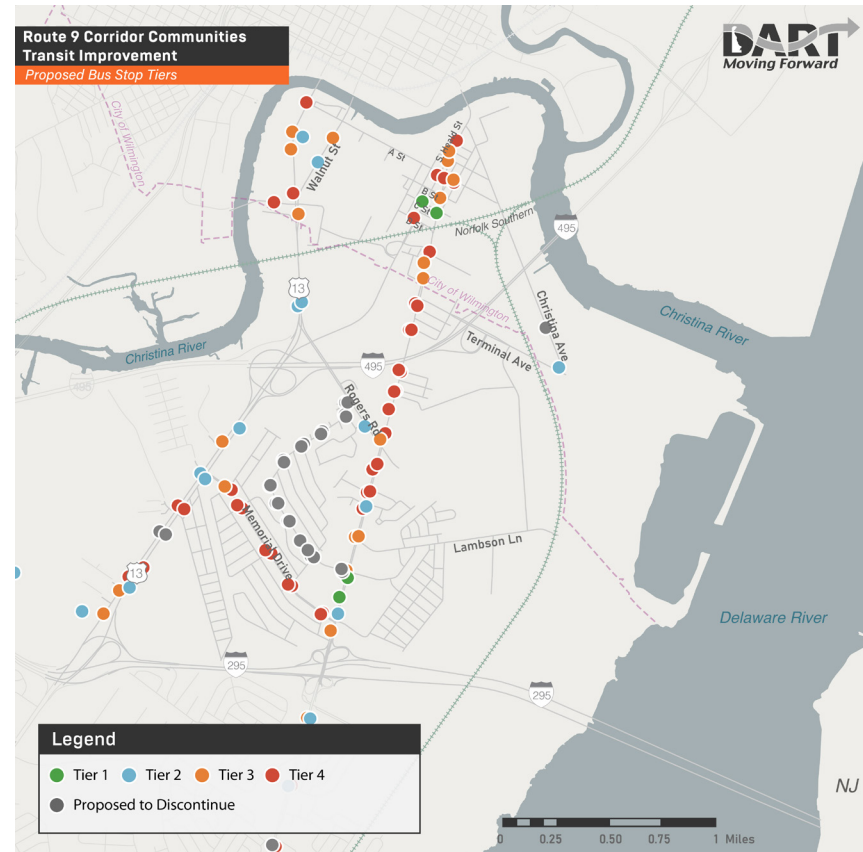 Route 9 Corridor Communities
Transit Improvement
Proposed Bus Stop Tiers
DART
Moving Forward
City of Wilmington
Walnut St
A St
S Heald St
B St
C St
Norfolk Southern
495
13
City of Wilmington
Christina Ave
Christina River
Christina River
Terminal Ave
495
495
Rogers Rd
Memorial Drive
Lambson Ln
13
Delaware River
295
295
NJ
Legend
Tier 1 Tier 2 Tier 3 Tier 4
Proposed to Discontinue
0 0.25 0.50 0.75 1 Miles